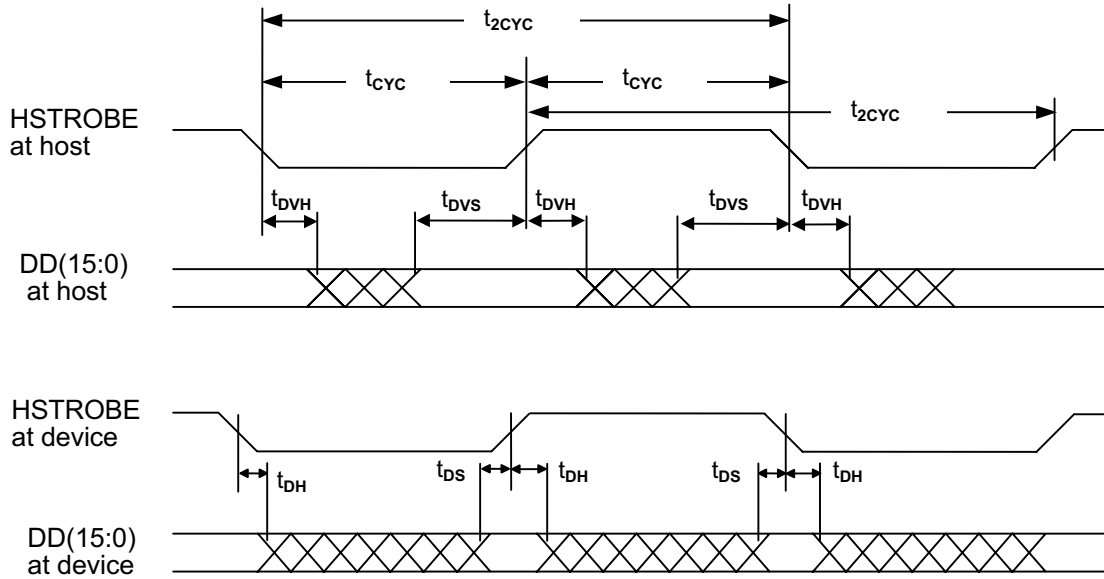 t2CYC
tCYC tCYC
t2CYC
HSTROBE
at host
tDVH tDVS tDVH tDVS tDVH
DD(15:0)
at host
HSTROBE
at device
tDH tDS tDH tDS tDH
DD(15:0)
at device